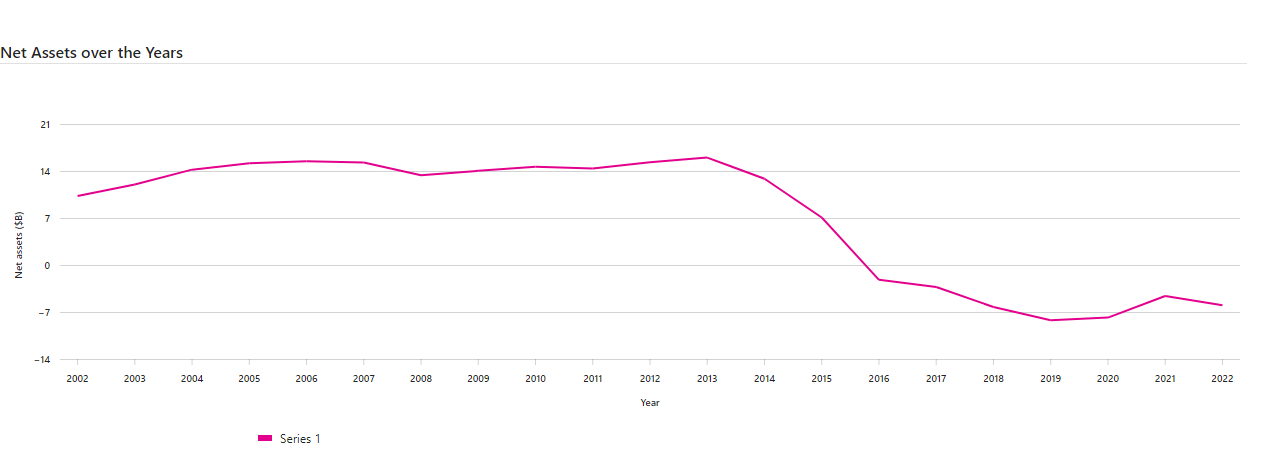 Net Assets over the Years
21
14
7
0
−7
−14
Net assets ($B)
2002 2003 2004 2005 2006 2007 2008 2009 2010 2011 2012 2013 2014 2015 2016 2017 2018 2019 2020 2021 2022
Year
Series 1